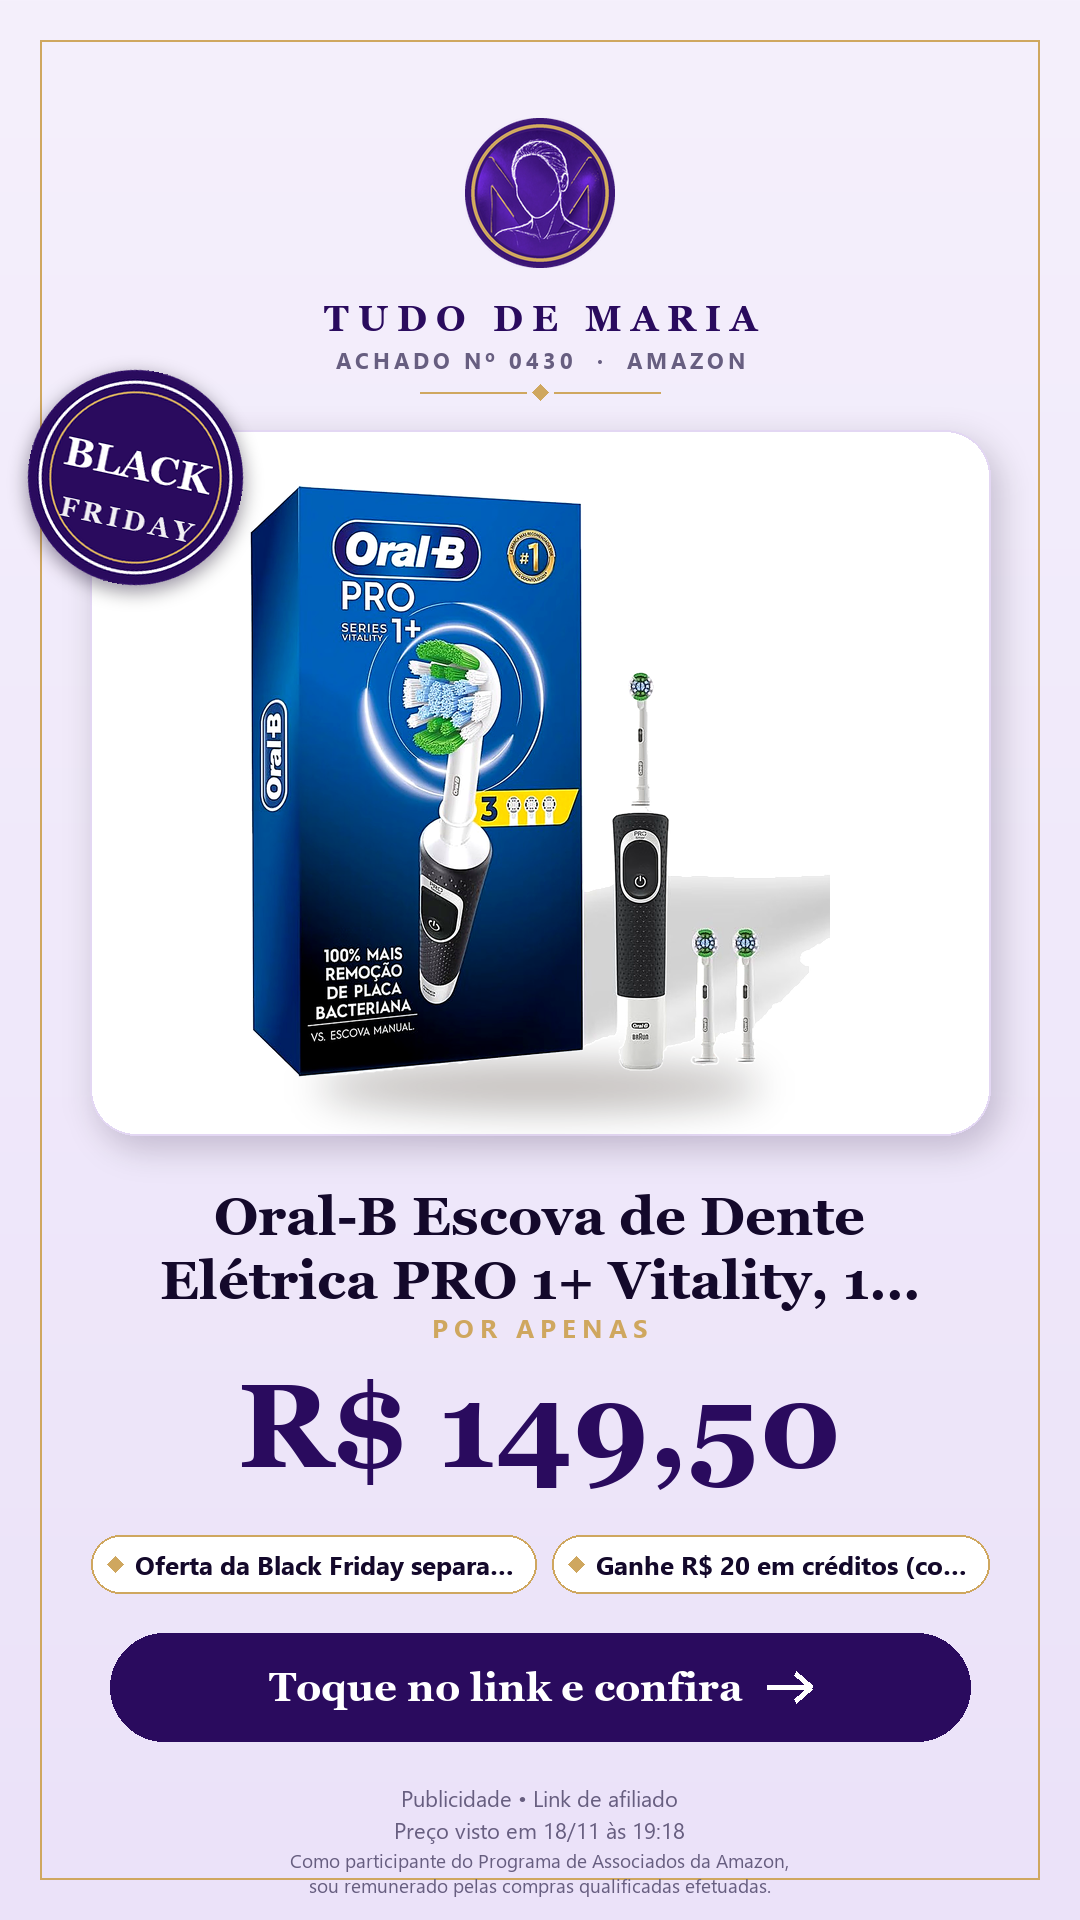 TUDO DE MARIA
ACHADO Nº 0430 · AMAZON
BLACK
FRIDAY
Oral-B
PRO
SERIES
VITALITY
1+
#1
Oral-B
3
100% MAIS
REMOÇÃO
DE PLACA
BACTERIANA
VS. ESCOVA MANUAL.
PRO
Oral-B
BRAUN
Oral-B Escova de Dente
Elétrica PRO 1+ Vitality, 1...
POR APENAS
R$ 149,50
Oferta da Black Friday separa...
Ganhe R$ 20 em créditos (co...
Toque no link e confira →
Publicidade • Link de afiliado
Preço visto em 18/11 às 19:18
Como participante do Programa de Associados da Amazon,
sou remunerado pelas compras qualificadas efetuadas.